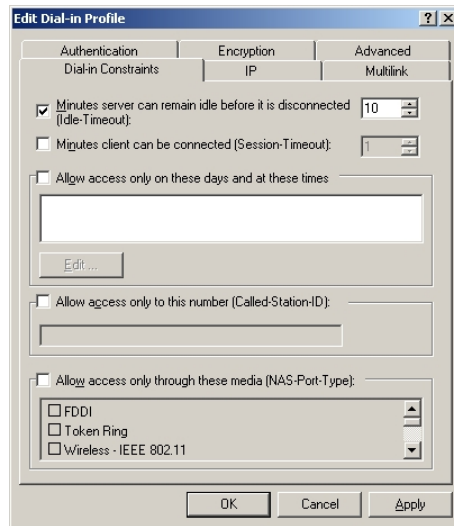 Edit Dial-in Profile
Authentication Encryption Advanced
Dial-in Constraints IP Multilink
Minutes server can remain idle before it is disconnected
(Idle-Timeout):
10
Minutes client can be connected (Session-Timeout):
1
Allow access only on these days and at these times
Edit ...
Allow access only to this number (Called-Station-ID):
Allow access only through these media (NAS-Port-Type):
FDDI
Token Ring
Wireless - IEEE 802.11
OK Cancel Apply